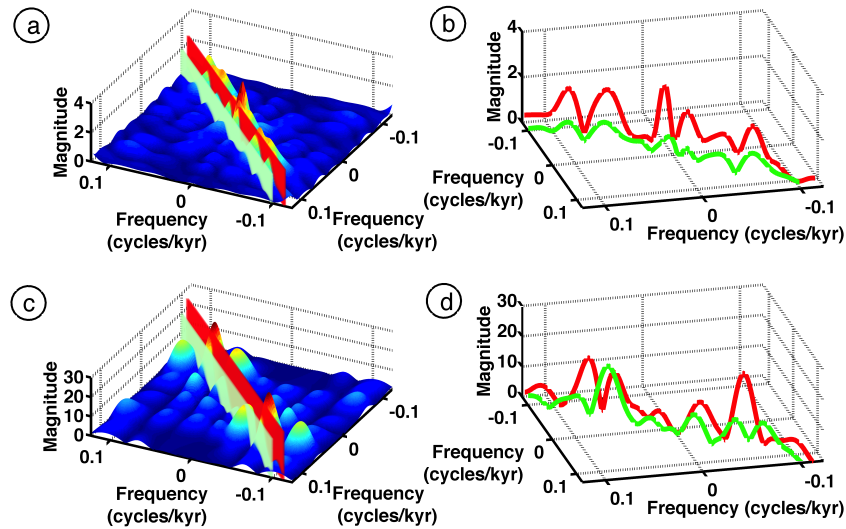 a
4
2
0
Magnitude
0.1
0
-0.1
Frequency
(cycles/kyr)
0.1
0
-0.1
Frequency
(cycles/kyr)
b
4
2
0
Magnitude
-0.1
0
0.1
Frequency
(cycles/kyr)
0.1
0
-0.1
Frequency (cycles/kyr)
c
30
20
10
0
Magnitude
0.1
0
-0.1
Frequency
(cycles/kyr)
0.1
0
-0.1
Frequency
(cycles/kyr)
d
30
20
10
0
Magnitude
-0.1
0
0.1
Frequency
(cycles/kyr)
0.1
0
-0.1
Frequency (cycles/kyr)